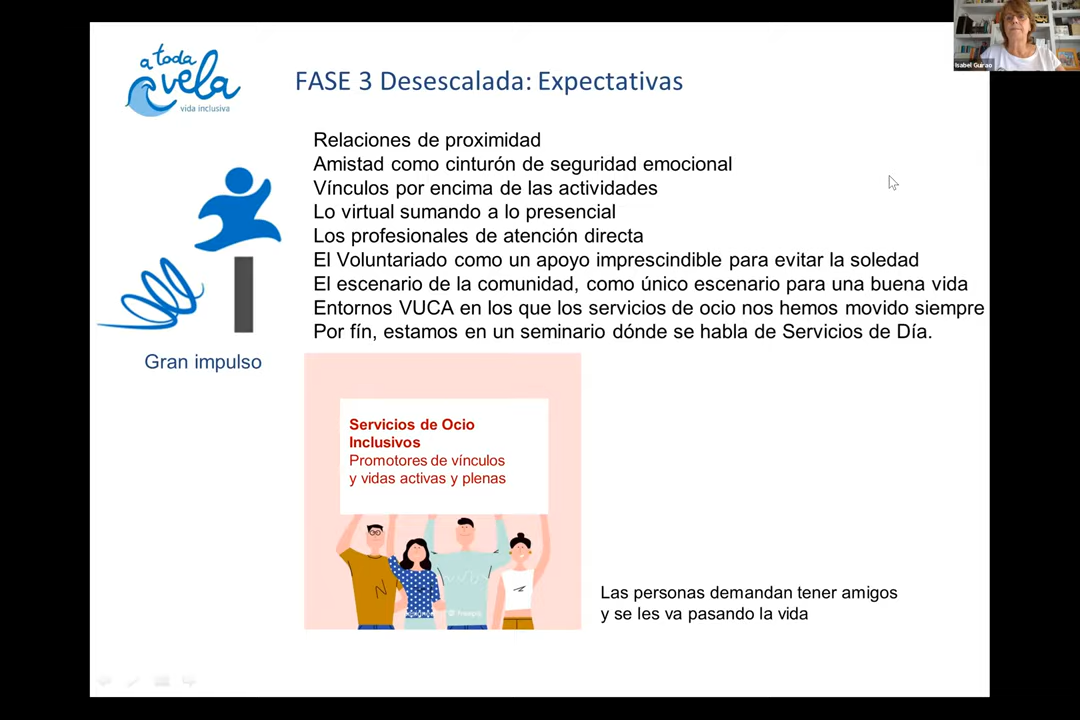 Isabel Guirao
a toda
vela
vida inclusiva
FASE 3 Desescalada: Expectativas
Relaciones de proximidad
Amistad como cinturón de seguridad emocional
Vínculos por encima de las actividades
Lo virtual sumando a lo presencial
Los profesionales de atención directa
El Voluntariado como un apoyo imprescindible para evitar la soledad
El escenario de la comunidad, como único escenario para una buena vida
Entornos VUCA en los que los servicios de ocio nos hemos movido siempre
Por fín, estamos en un seminario dónde se habla de Servicios de Día.
Gran impulso
Servicios de Ocio
Inclusivos
Promotores de vínculos
y vidas activas y plenas
Las personas demandan tener amigos
y se les va pasando la vida